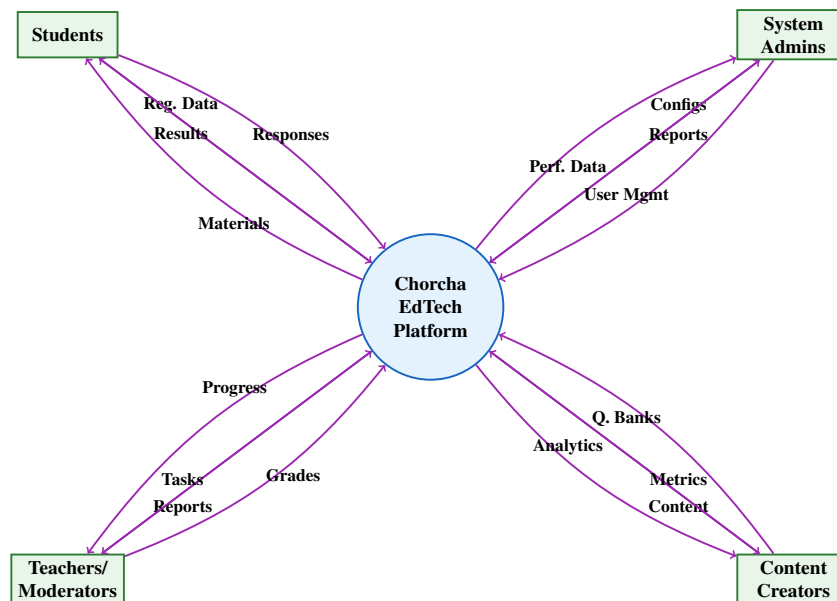 Students
System
Admins
Reg. Data
Configs
Results
Responses
Reports
Perf. Data
User Mgmt
Materials
Chorcha
EdTech
Platform
Progress
Q. Banks
Analytics
Tasks
Grades
Metrics
Reports
Content
Teachers/
Moderators
Content
Creators